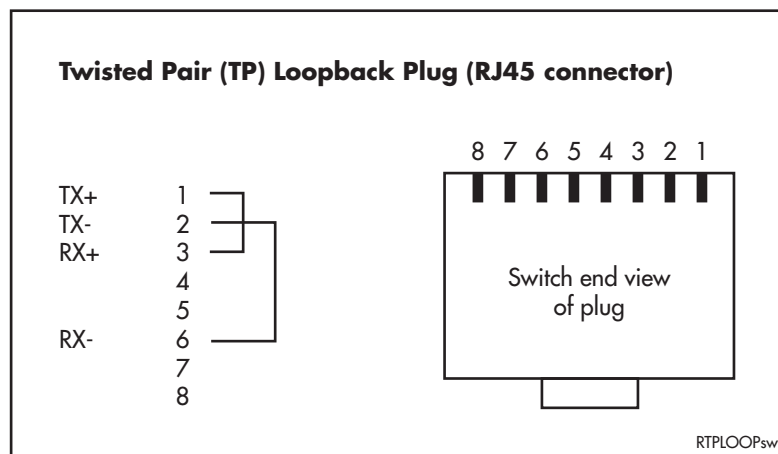 Twisted Pair (TP) Loopback Plug (RJ45 connector)
TX+ 1
TX- 2
RX+ 3
4
5
RX- 6
7
8
8 7 6 5 4 3 2 1
Switch end view
of plug
RTPLOOPsw